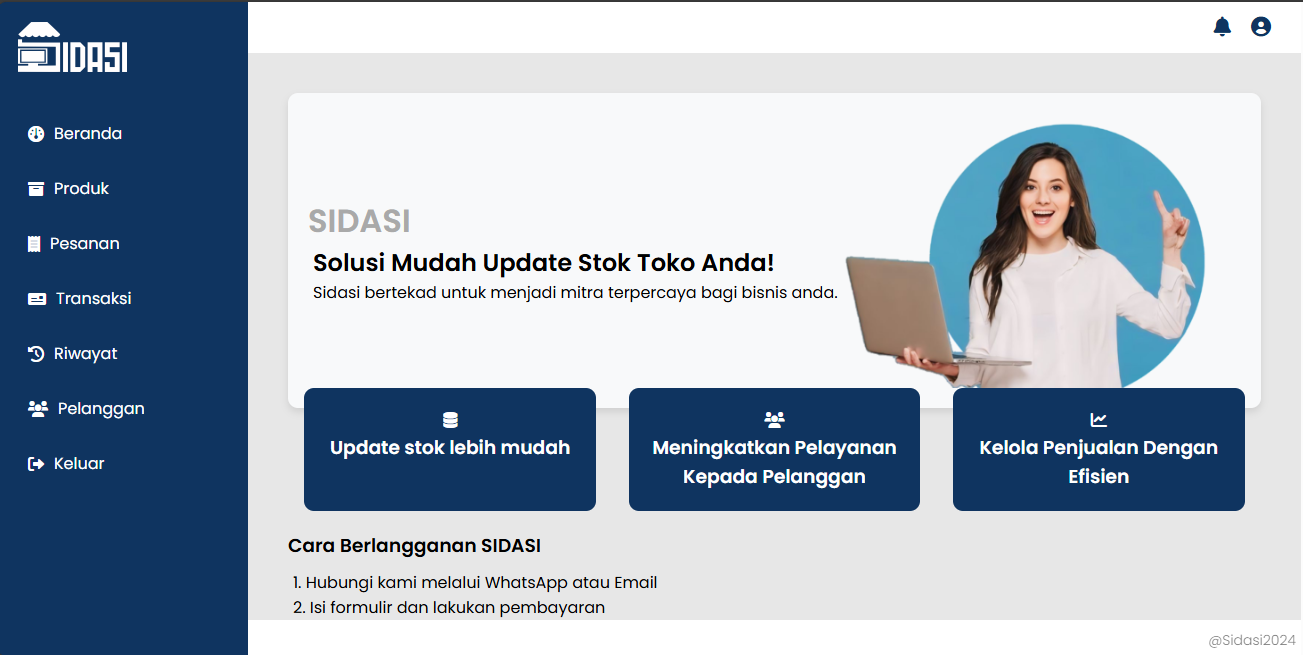 SIDASI
Beranda
Produk
Pesanan
Transaksi
Riwayat
Pelanggan
Keluar
SIDASI
Solusi Mudah Update Stok Toko Anda!
Sidasi bertekad untuk menjadi mitra terpercaya bagi bisnis anda.
Update stok lebih mudah
Meningkatkan Pelayanan
Kepada Pelanggan
Kelola Penjualan Dengan
Efisien
Cara Berlangganan SIDASI
1. Hubungi kami melalui WhatsApp atau Email
2. Isi formulir dan lakukan pembayaran
@Sidasi2024